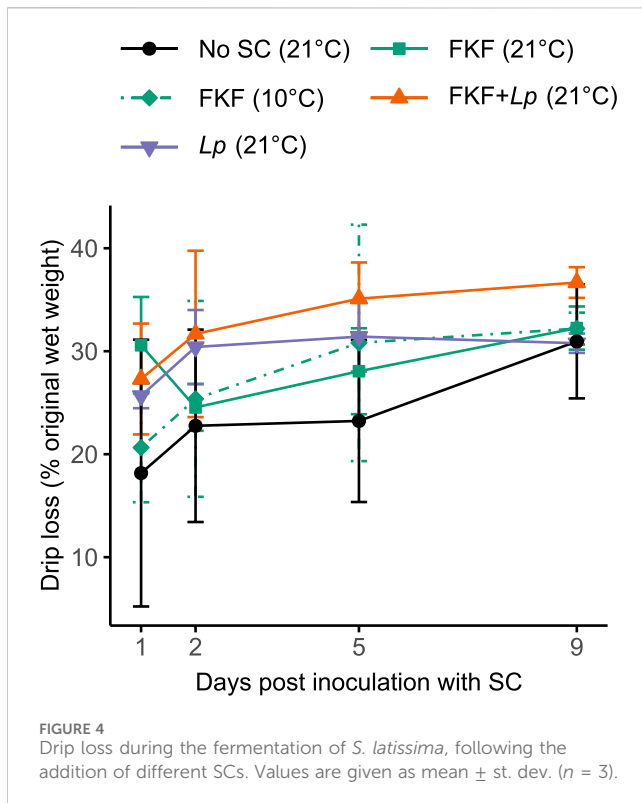 No SC (21°C) FKF (21°C)
FKF (10°C) FKF+Lp (21°C)
Lp (21°C)
Drip loss (% original wet weight)
40
30
20
10
1 2 5 9
Days post inoculation with SC
FIGURE 4
Drip loss during the fermentation of S. latissima, following the
addition of different SCs. Values are given as mean ± st. dev. (n = 3).